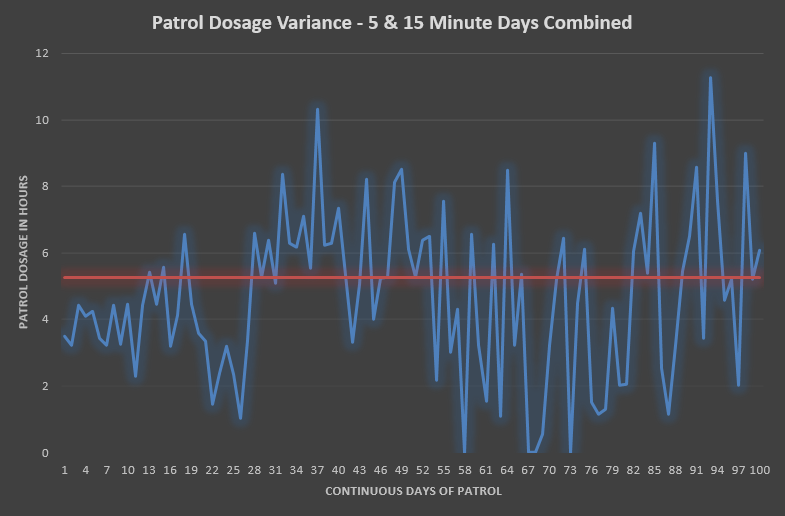 Patrol Dosage Variance - 5 & 15 Minute Days Combined
12
10
8
6
4
2
0
PATROL DOSAGE IN HOURS
1 4 7 10 13 16 19 22 25 28 31 34 37 40 43 46 49 52 55 58 61 64 67 70 73 76 79 82 85 88 91 94 97 100
CONTINUOUS DAYS OF PATROL